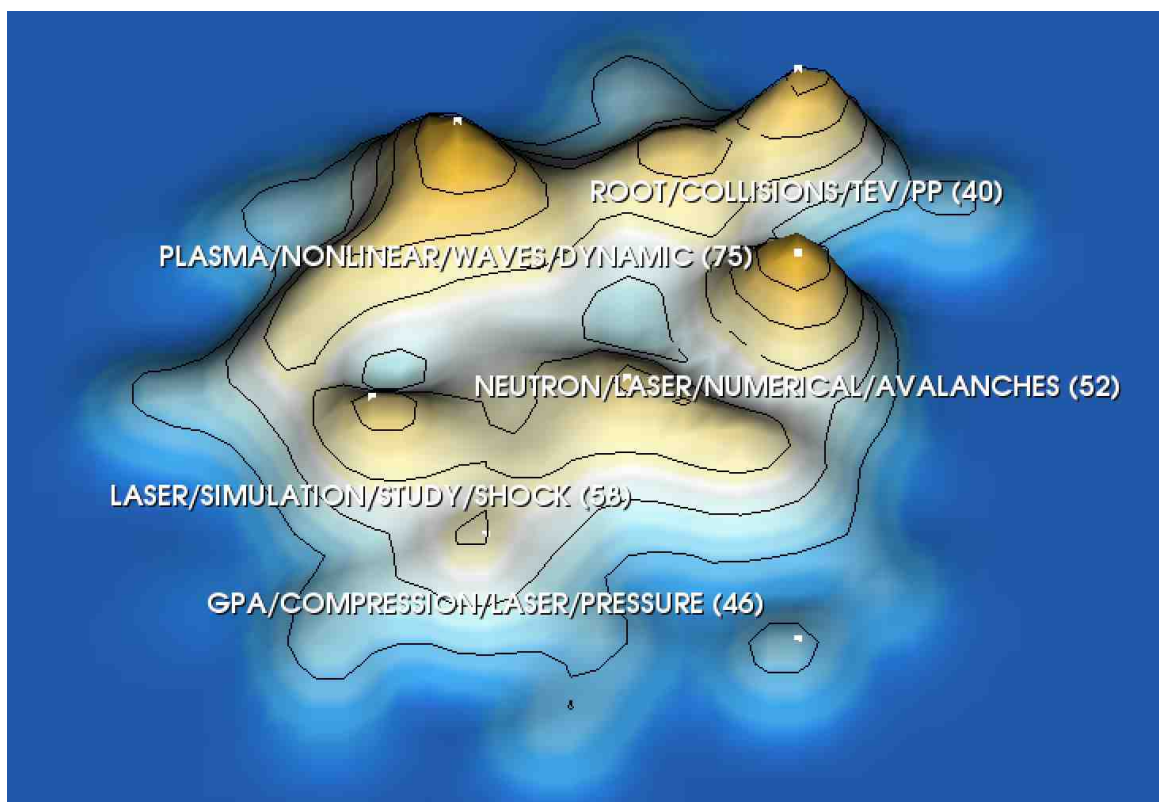 ROOT/COLLISIONS/TEV/PP (40)
PLASMA/NONLINEAR/WAVES/DYNAMIC (75)
NEUTRON/LASER/NUMERICAL/AVALANCHES (52)
LASER/SIMULATION/STUDY/SHOCK (58)
GPA/COMPRESSION/LASER/PRESSURE (46)